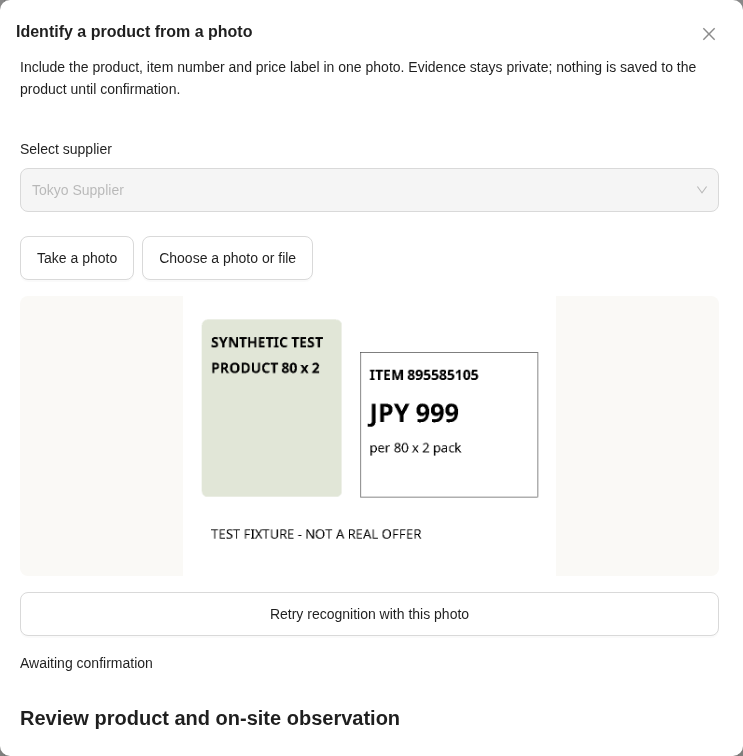 Identify a product from a photo
Include the product, item number and price label in one photo. Evidence stays private; nothing is saved to the
product until confirmation.
Select supplier
Tokyo Supplier
Take a photo
Choose a photo or file
SYNTHETIC TEST
PRODUCT 80 x 2
ITEM 895585105
JPY 999
per 80 x 2 pack
TEST FIXTURE - NOT A REAL OFFER
Retry recognition with this photo
Awaiting confirmation
Review product and on-site observation